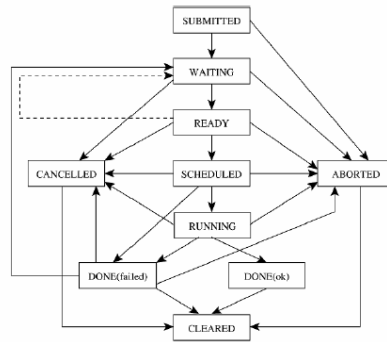 SUBMITTED
WAITING
READY
CANCELLED
SCHEDULED
ABORTED
RUNNING
DONE(failed)
DONE(ok)
CLEARED